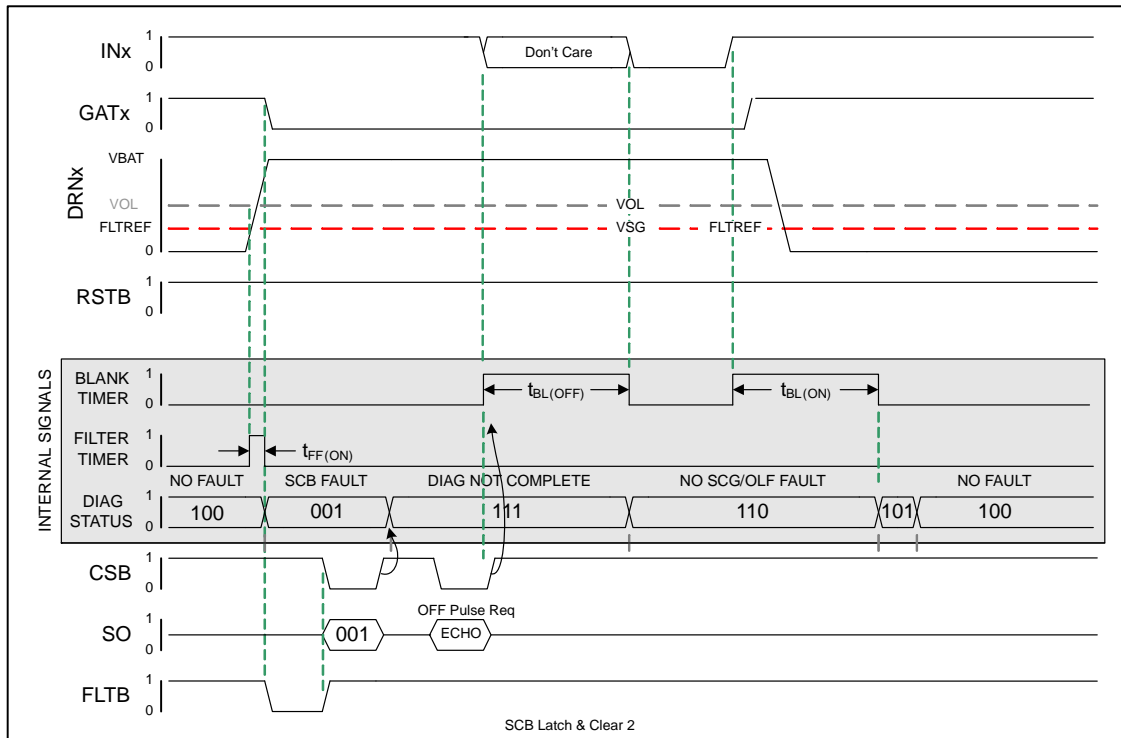 INx
1
0
Don't Care
GATx
1
0
DRNx
VBAT
VOL
FLTREF
0
VOL
VSG
FLTREF
RSTB
1
0
INTERNAL SIGNALS
BLANK
TIMER
1
0
tBL(OFF)
tBL(ON)
FILTER
TIMER
1
0
tFF(ON)
NO FAULT
SCB FAULT
DIAG NOT COMPLETE
NO SCG/OLF FAULT
NO FAULT
DIAG
STATUS
1
0
100
001
111
110
101
100
CSB
1
0
OFF Pulse Req
SO
1
0
001
ECHO
FLTB
1
0
SCB Latch & Clear 2